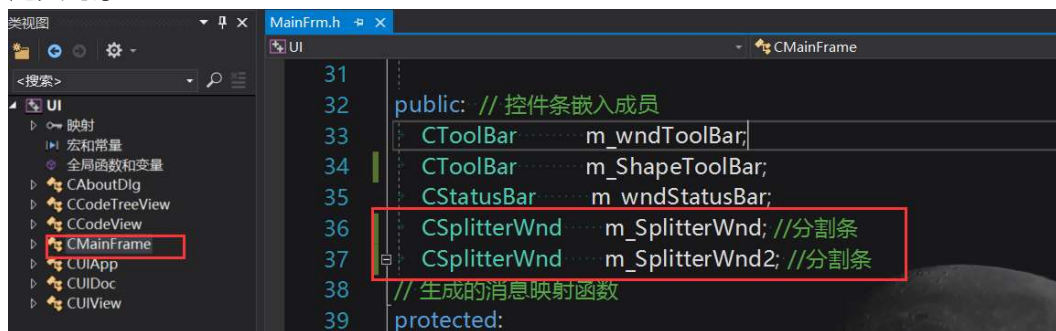 类视图
MainFrm.h
UI
CMainFrame
<搜索>
UI
映射
宏和常量
全局函数和变量
CAboutDlg
CCodeTreeView
CCodeView
CMainFrame
CUIApp
CUIDoc
CUIView
31
32 public: // 控件条嵌入成员
33 CToolBar m_wndToolBar;
34 CToolBar m_ShapeToolBar;
35 CStatusBar m_wndStatusBar;
36 CSplitterWnd m_SplitterWnd; //分割条
37 CSplitterWnd m_SplitterWnd2; //分割条
38 // 生成的消息映射函数
39 protected: